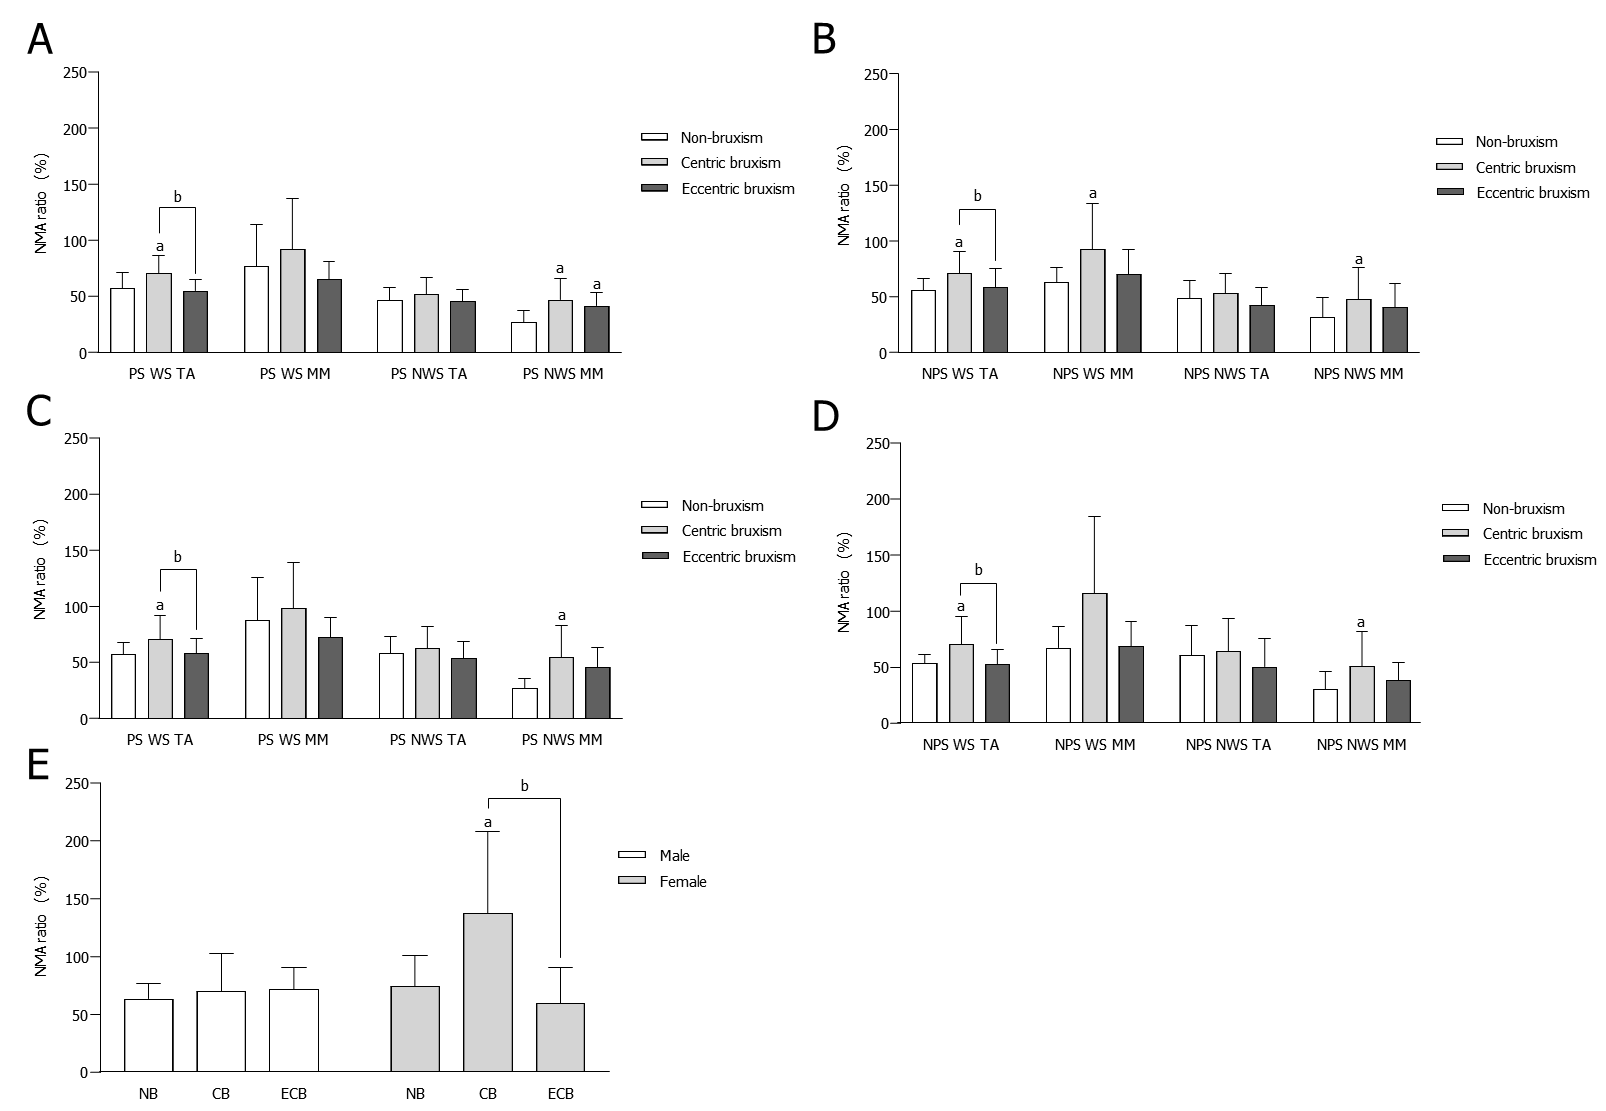 A
NMA ratio (%)
250
200
150
100
50
0
b
a
a
a
PS WS TA
PS WS MM
PS NWS TA
PS NWS MM
Non-bruxism
Centric bruxism
Eccentric bruxism
B
NMA ratio (%)
250
200
150
100
50
0
b
a
a
a
NPS WS TA
NPS WS MM
NPS NWS TA
NPS NWS MM
Non-bruxism
Centric bruxism
Eccentric bruxism
C
NMA ratio (%)
250
200
150
100
50
0
b
a
a
PS WS TA
PS WS MM
PS NWS TA
PS NWS MM
Non-bruxism
Centric bruxism
Eccentric bruxism
D
NMA ratio (%)
250
200
150
100
50
0
b
a
a
NPS WS TA
NPS WS MM
NPS NWS TA
NPS NWS MM
Non-bruxism
Centric bruxism
Eccentric bruxism
E
NMA ratio (%)
250
200
150
100
50
0
b
a
NB
CB
ECB
NB
CB
ECB
Male
Female